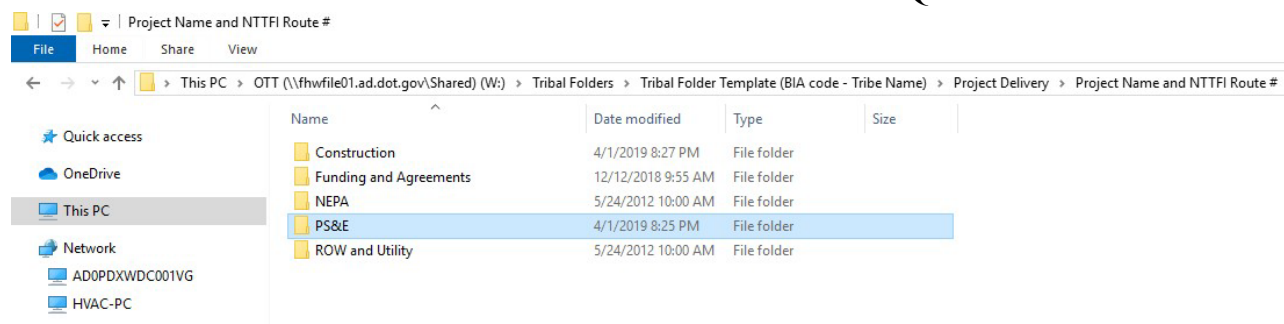 Project Name and NTTFI Route #
File Home Share View
This PC > OTT (\\fhwfile01.ad.dot.gov\Shared) (W:) > Tribal Folders > Tribal Folder Template (BIA code - Tribe Name) > Project Delivery > Project Name and NTTFI Route #
Name Date modified Type Size
Quick access
OneDrive
This PC
Network
AD0PDXWDC001VG
HVAC-PC
Construction 4/1/2019 8:27 PM File folder
Funding and Agreements 12/12/2018 9:55 AM File folder
NEPA 5/24/2012 10:00 AM File folder
PS&E 4/1/2019 8:25 PM File folder
ROW and Utility 5/24/2012 10:00 AM File folder